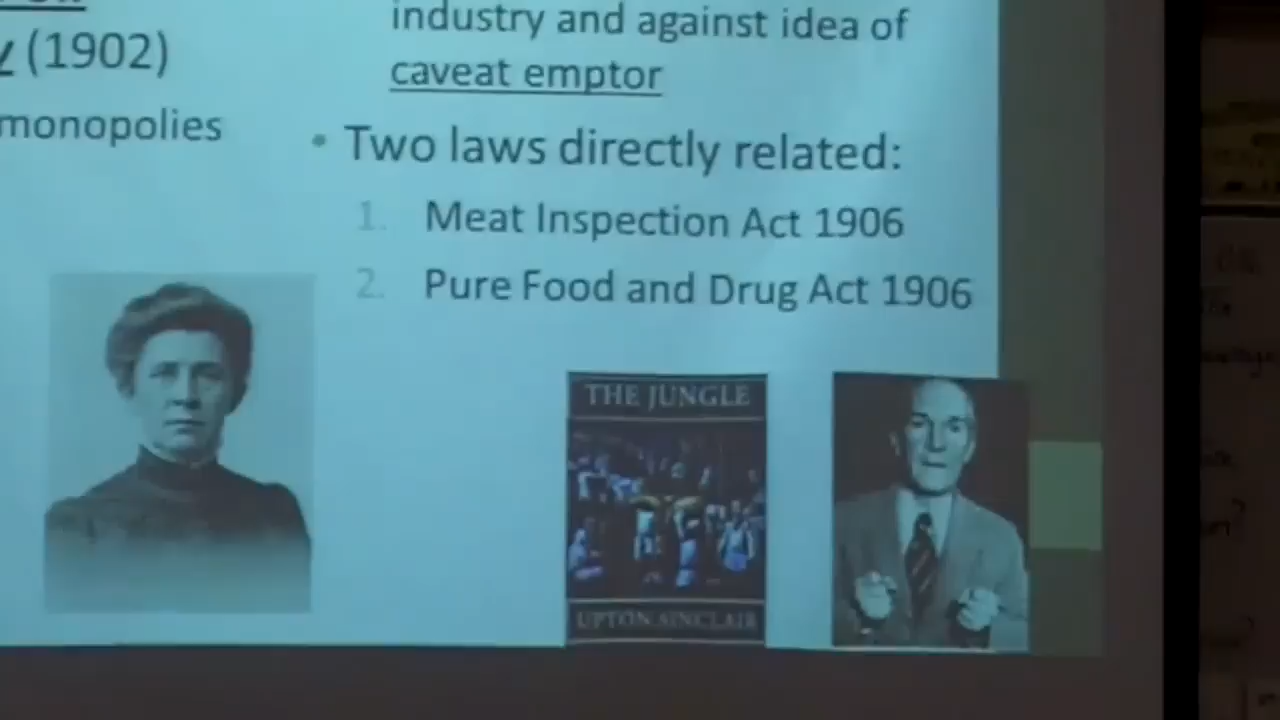 (1902)
monopolies
industry and against idea of
caveat emptor
• Two laws directly related:
1. Meat Inspection Act 1906
2. Pure Food and Drug Act 1906
THE JUNGLE
UPTON SINCLAIR